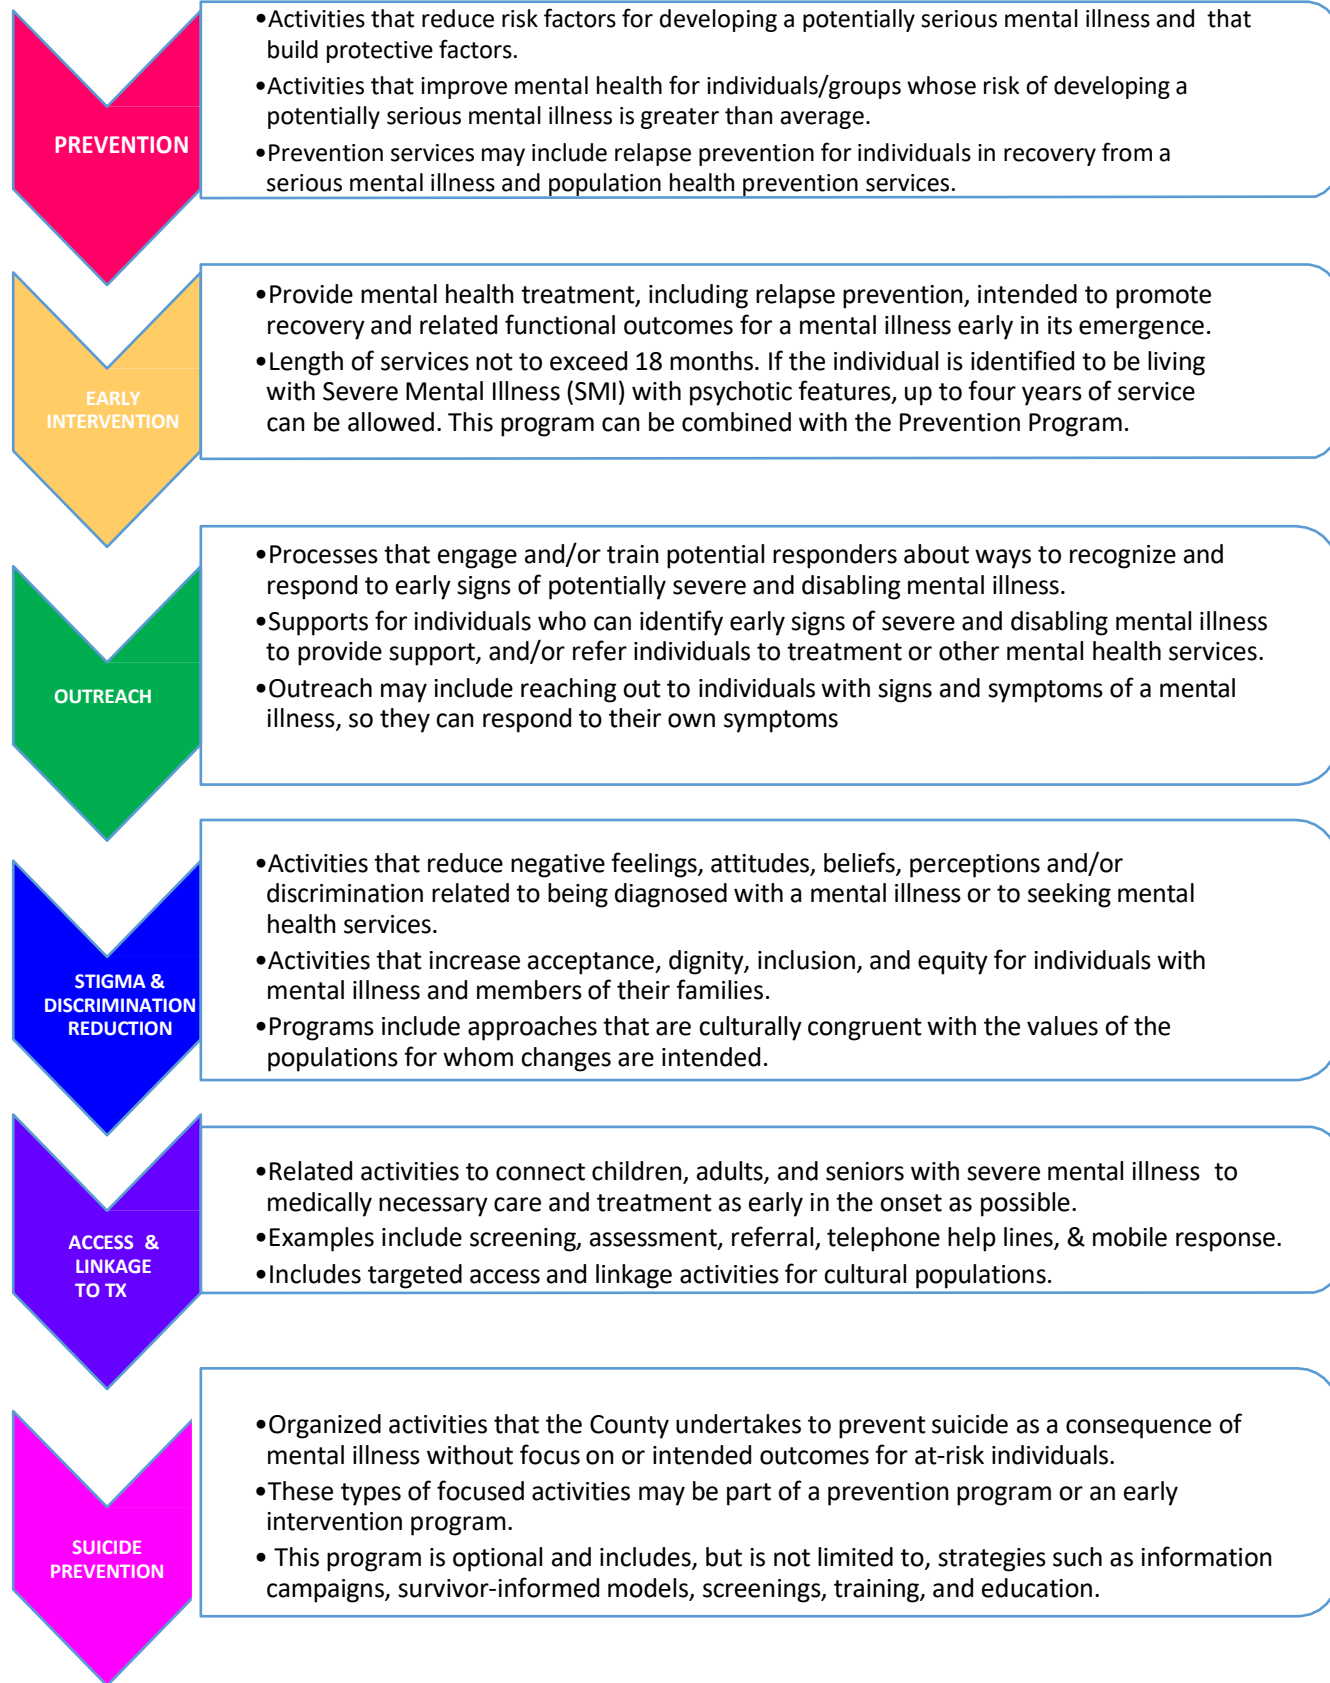 •Activities that reduce risk factors for developing a potentially serious mental illness and that
build protective factors.
•Activities that improve mental health for individuals/groups whose risk of developing a
potentially serious mental illness is greater than average.
PREVENTION
•Prevention services may include relapse prevention for individuals in recovery from a
serious mental illness and population health prevention services.
•Provide mental health treatment, including relapse prevention, intended to promote
recovery and related functional outcomes for a mental illness early in its emergence.
•Length of services not to exceed 18 months. If the individual is identified to be living
with Severe Mental Illness (SMI) with psychotic features, up to four years of service
can be allowed. This program can be combined with the Prevention Program.
EARLY
INTERVENTION
•Processes that engage and/or train potential responders about ways to recognize and
respond to early signs of potentially severe and disabling mental illness.
•Supports for individuals who can identify early signs of severe and disabling mental illness
to provide support, and/or refer individuals to treatment or other mental health services.
•Outreach may include reaching out to individuals with signs and symptoms of a mental
illness, so they can respond to their own symptoms
OUTREACH
•Activities that reduce negative feelings, attitudes, beliefs, perceptions and/or
discrimination related to being diagnosed with a mental illness or to seeking mental
health services.
•Activities that increase acceptance, dignity, inclusion, and equity for individuals with
mental illness and members of their families.
•Programs include approaches that are culturally congruent with the values of the
populations for whom changes are intended.
STIGMA &
DISCRIMINATION
REDUCTION
•Related activities to connect children, adults, and seniors with severe mental illness to
medically necessary care and treatment as early in the onset as possible.
•Examples include screening, assessment, referral, telephone help lines, & mobile response.
•Includes targeted access and linkage activities for cultural populations.
ACCESS &
LINKAGE
TO TX
•Organized activities that the County undertakes to prevent suicide as a consequence of
mental illness without focus on or intended outcomes for at-risk individuals.
•These types of focused activities may be part of a prevention program or an early
intervention program.
• This program is optional and includes, but is not limited to, strategies such as information
campaigns, survivor-informed models, screenings, training, and education.
SUICIDE
PREVENTION